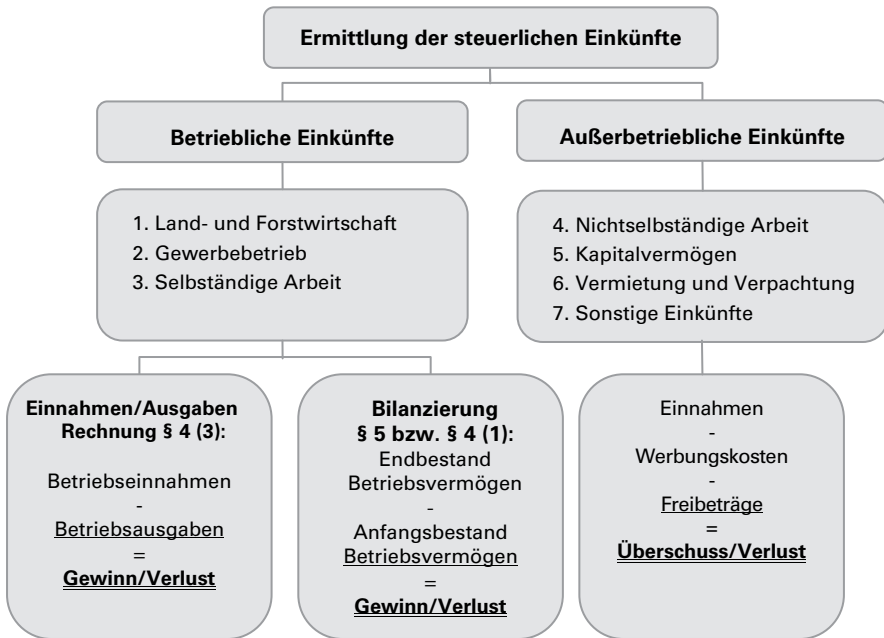 Ermittlung der steuerlichen Einkünfte
Betriebliche Einkünfte
Außerbetriebliche Einkünfte
1. Land- und Forstwirtschaft
2. Gewerbebetrieb
3. Selbständige Arbeit
4. Nichtselbständige Arbeit
5. Kapitalvermögen
6. Vermietung und Verpachtung
7. Sonstige Einkünfte
Einnahmen/Ausgaben
Rechnung § 4 (3):
Betriebseinnahmen
-
Betriebsausgaben
=
Gewinn/Verlust
Bilanzierung
§ 5 bzw. § 4 (1):
Endbestand
Betriebsvermögen
-
Anfangsbestand
Betriebsvermögen
=
Gewinn/Verlust
Einnahmen
-
Werbungskosten
-
Freibeträge
=
Überschuss/Verlust